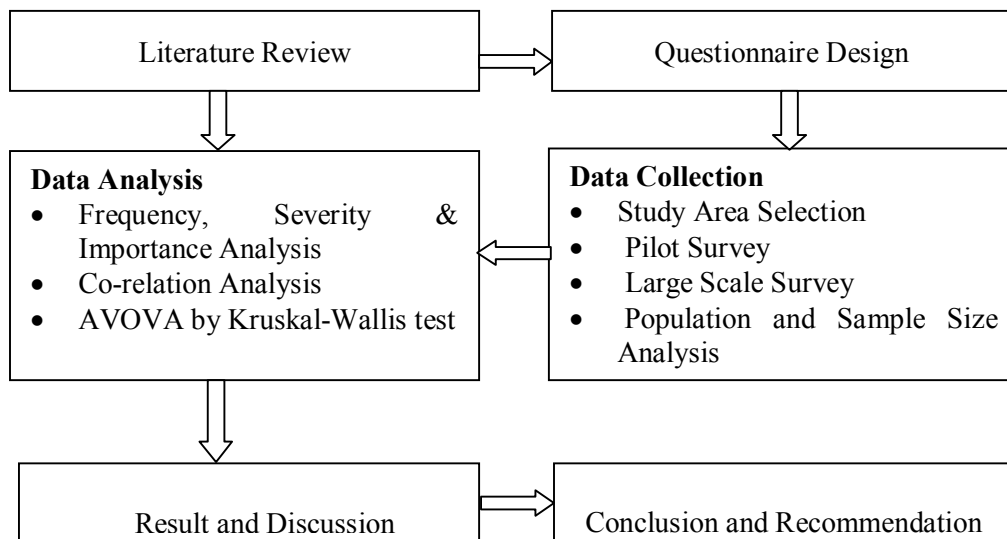 Literature Review
Questionnaire Design
Data Analysis
• Frequency, Severity &
Importance Analysis
• Co-relation Analysis
• AVOVA by Kruskal-Wallis test
Data Collection
• Study Area Selection
• Pilot Survey
• Large Scale Survey
• Population and Sample Size
Analysis
Result and Discussion
Conclusion and Recommendation